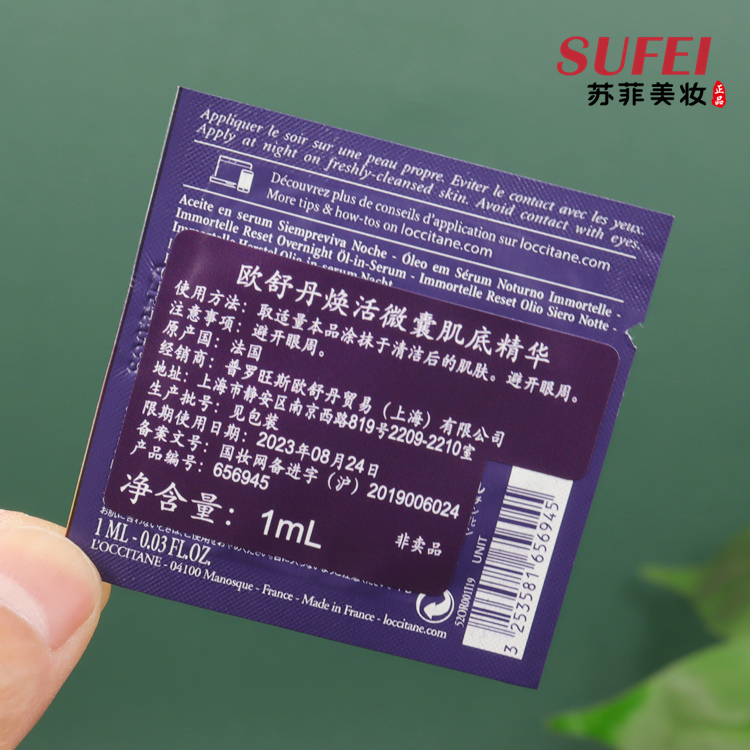 SUFEI
苏菲美妆
正品
Appliquer le soir sur une peau propre. Eviter le contact avec les yeux.
Apply at night on freshly-cleansed skin. Avoid contact with eyes.
Découvrez plus de conseils d'application sur loccitane.com
More tips & how-tos on loccitane.com
Aceite en serum Siempreviva Noche - Óleo em Sérum Noturno Immortelle -
Immortelle Reset Overnight Öl-in-Serum - Immortelle Reset Olio Siero Notte -
欧舒丹焕活微囊肌底精华
使用方法：取适量本品涂抹于清洁后的肌肤。避开眼周。
注意事项：避开眼周。
原产国：法国
经销商：普罗旺斯欧舒丹贸易（上海）有限公司
地址：上海市静安区南京西路819号2209-2210室
生产批号：见包装
限期使用日期：2023年08月24日
备案文号：国妆网备进字（沪）2019006024
产品编号：656945
净含量：1mL
非卖品
1 ML - 0.03 FL.OZ.
L'OCCITANE - 04100 Manosque - France - Made in France - loccitane.com
52OR001119
UNIT
3 253581 656945